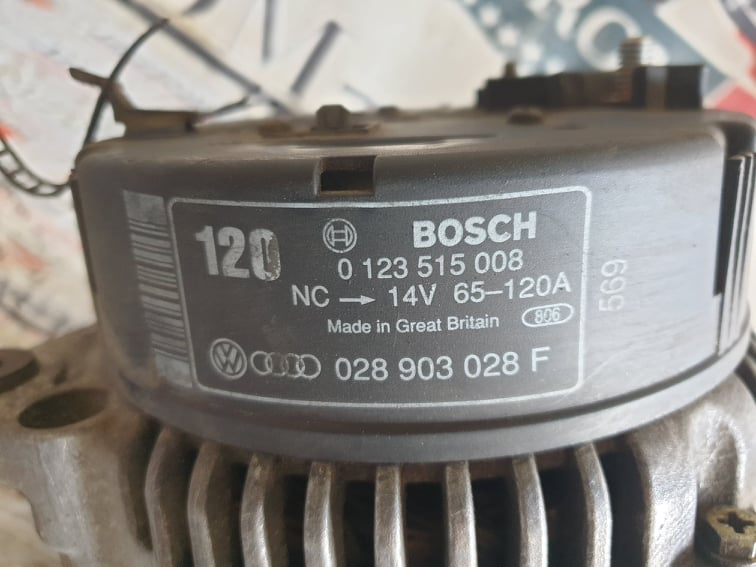 120 BOSCH
0 123 515 008
NC → 14V 65–120A
Made in Great Britain 806
028 903 028 F
569